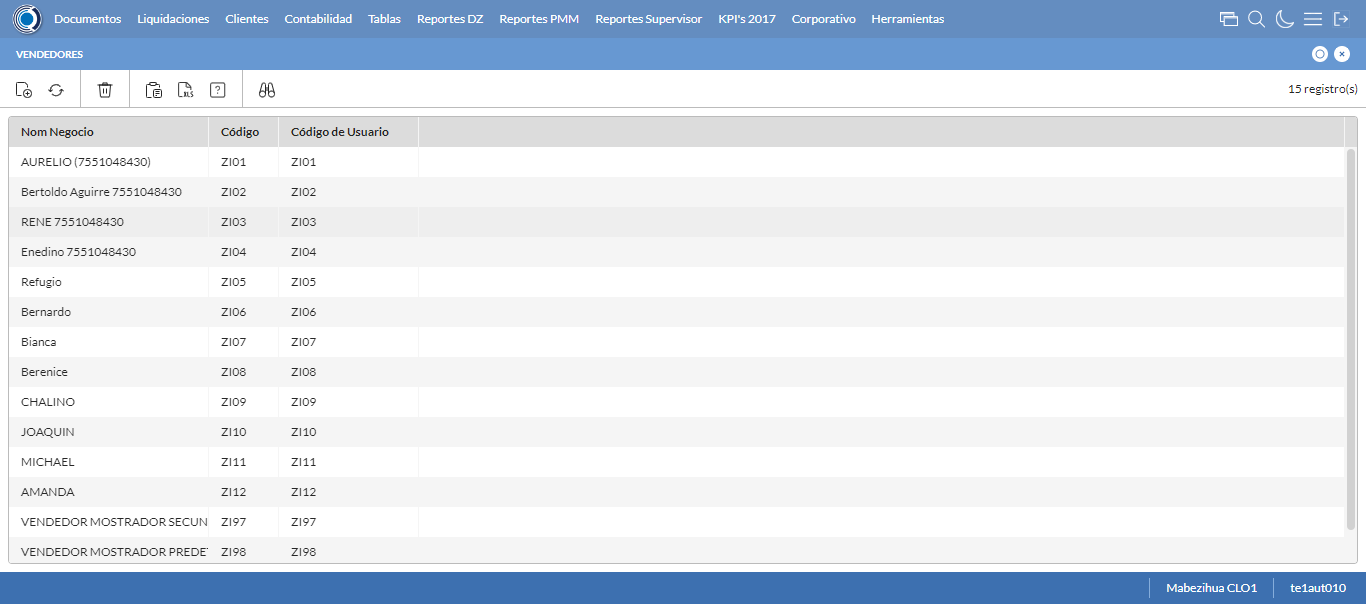 Documentos Liquidaciones Clientes Contabilidad Tablas Reportes DZ Reportes PMM Reportes Supervisor KPI's 2017 Corporativo Herramientas
VENDEDORES
XLS ? 15 registro(s)
Nom Negocio Código Código de Usuario
AURELIO (7551048430) ZI01 ZI01
Bertoldo Aguirre 7551048430 ZI02 ZI02
RENE 7551048430 ZI03 ZI03
Enedino 7551048430 ZI04 ZI04
Refugio ZI05 ZI05
Bernardo ZI06 ZI06
Bianca ZI07 ZI07
Berenice ZI08 ZI08
CHALINO ZI09 ZI09
JOAQUIN ZI10 ZI10
MICHAEL ZI11 ZI11
AMANDA ZI12 ZI12
VENDEDOR MOSTRADOR SECUN ZI97 ZI97
VENDEDOR MOSTRADOR PREDET ZI98 ZI98
Mabezihua CLO1 te1aut010